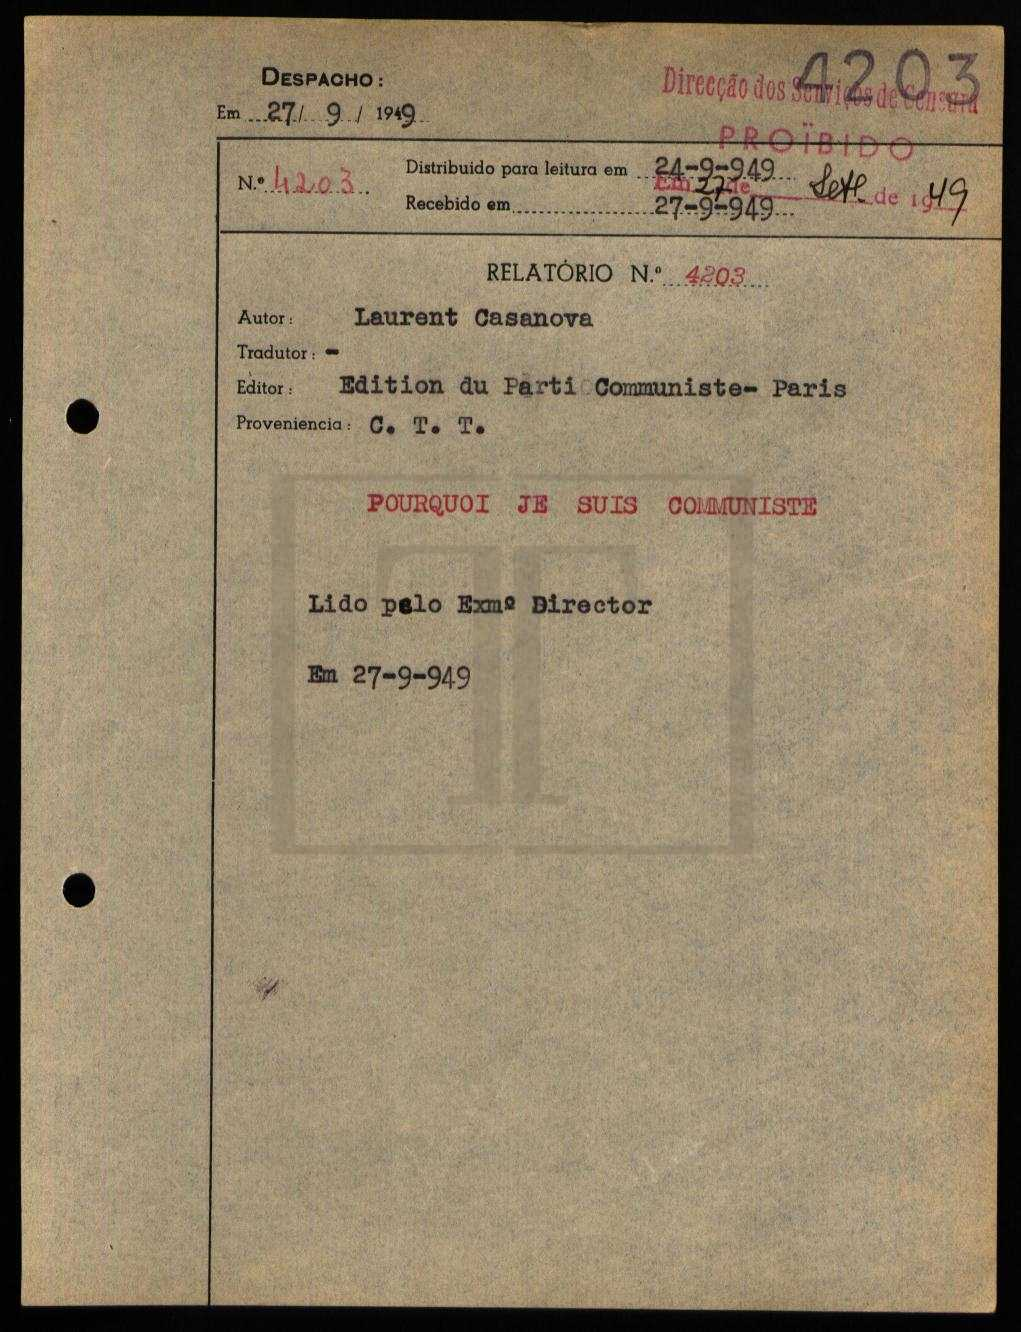 4203
Direcção dos Serviços de Censura
PROÏBIDO
Em 27 de Setº de 1949
DESPACHO:
Em 27/ 9 / 1949
N.º 4203
Distribuido para leitura em 24-9-949
Recebido em 27-9-949
RELATÓRIO N.º 4203
Autor: Laurent Casanova
Tradutor: -
Editor: Edition du Parti Communiste- Paris
Proveniencia: C. T. T.
POURQUOI JE SUIS COMMUNISTE
Lido pelo Exmº Director
Em 27-9-949